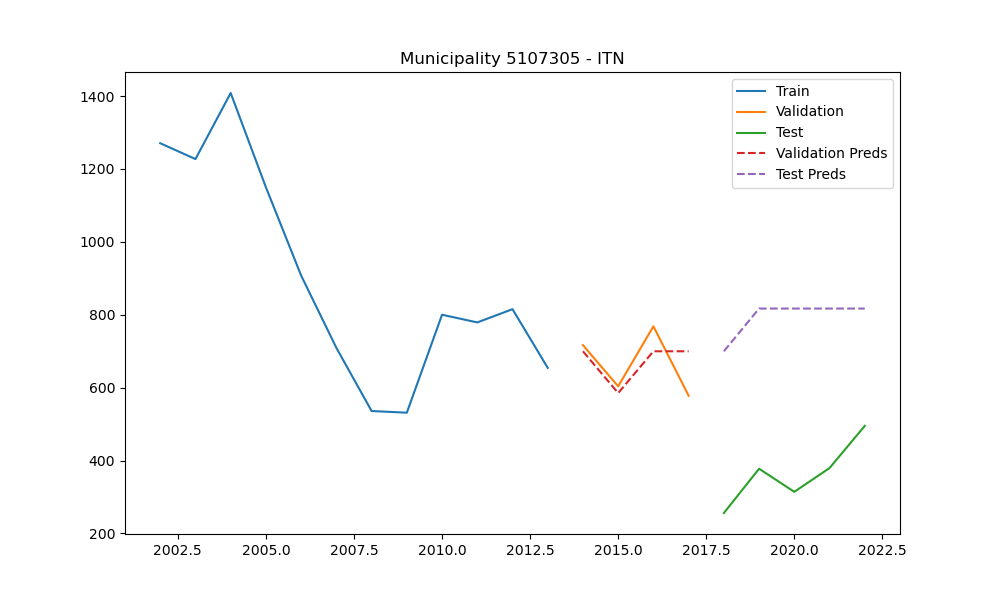 Municipality 5107305 - ITN
1400
1200
1000
800
600
400
200
Train
Validation
Test
Validation Preds
Test Preds
2002.5 2005.0 2007.5 2010.0 2012.5 2015.0 2017.5 2020.0 2022.5